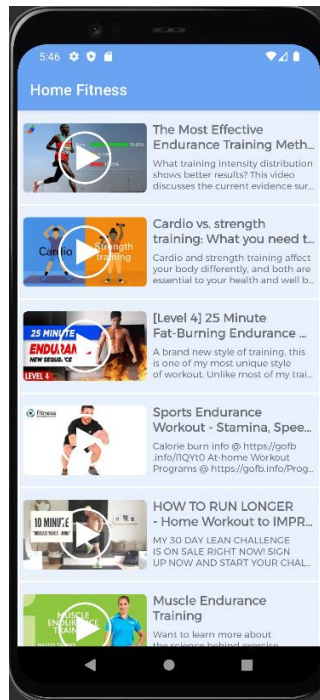 5:46
Home Fitness
The Most Effective
Endurance Training Meth...
What training intensity distribution
shows better results? This video
discusses the current evidence sur...
Cardio
Strength
training
Cardio vs. strength
training: What you need t...
Cardio and strength training affect
your body differently, and both are
essential to your health and well b...
25 MINUTE
ENDURAN
NEW SEQUENCE
LEVEL 4
[Level 4] 25 Minute
Fat-Burning Endurance ...
A brand new style of training, this
is one of my most unique style
of workout. Unlike most of my trai...
fitness
Sports Endurance
Workout - Stamina, Spee...
Calorie burn info @ https://gofb
.info/l1QYt0 At-home Workout
Programs @ https://gofb.info/Prog...
10 MINUTE
HOW TO RUN LONGER
- Home Workout to IMPR...
MY 30 DAY LEAN CHALLENGE
IS ON SALE RIGHT NOW! SIGN
UP NOW AND START YOUR CHAL...
MUSCLE
ENDURANCE
TRAIN
Muscle Endurance
Training
Want to learn more about
the science behind exercise